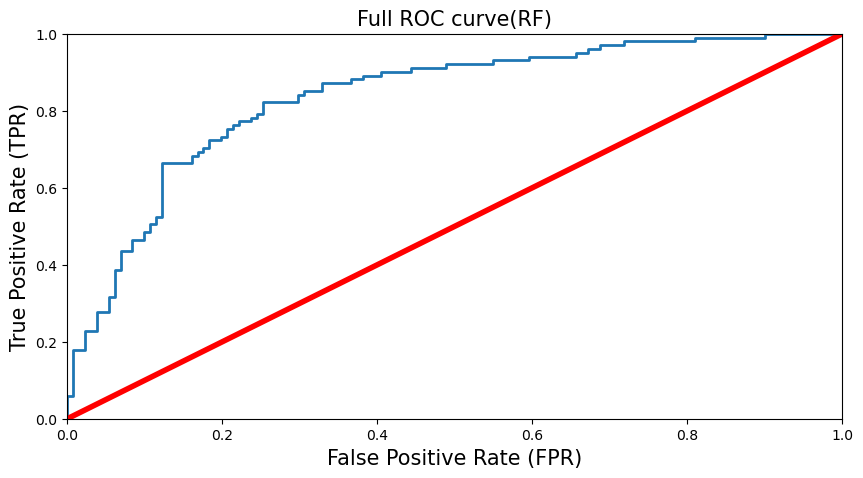 Full ROC curve(RF)
1.0
0.8
0.6
0.4
0.2
0.0
True Positive Rate (TPR)
0.0 0.2 0.4 0.6 0.8 1.0
False Positive Rate (FPR)